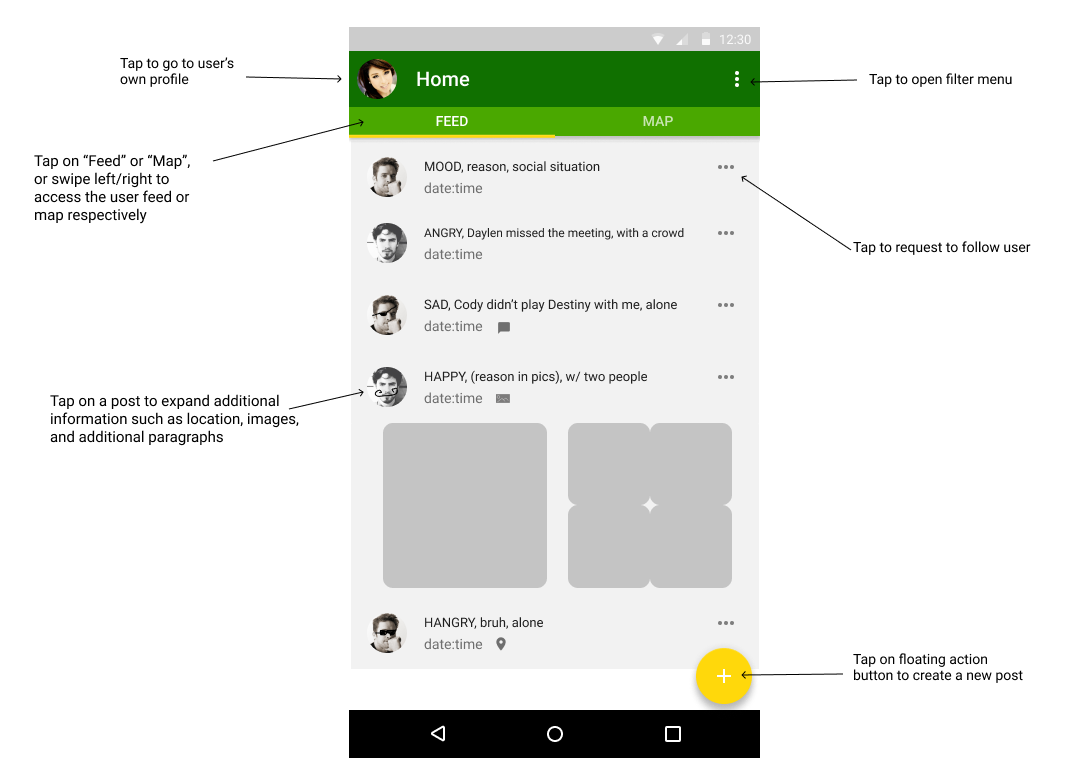 12:30
Tap to go to user’s
own profile
Home
Tap to open filter menu
FEED
MAP
Tap on “Feed” or “Map”,
or swipe left/right to
access the user feed or
map respectively
MOOD, reason, social situation
date:time
ANGRY, Daylen missed the meeting, with a crowd
date:time
Tap to request to follow user
SAD, Cody didn’t play Destiny with me, alone
date:time
HAPPY, (reason in pics), w/ two people
date:time
Tap on a post to expand additional
information such as location, images,
and additional paragraphs
HANGRY, bruh, alone
date:time
Tap on floating action
button to create a new post